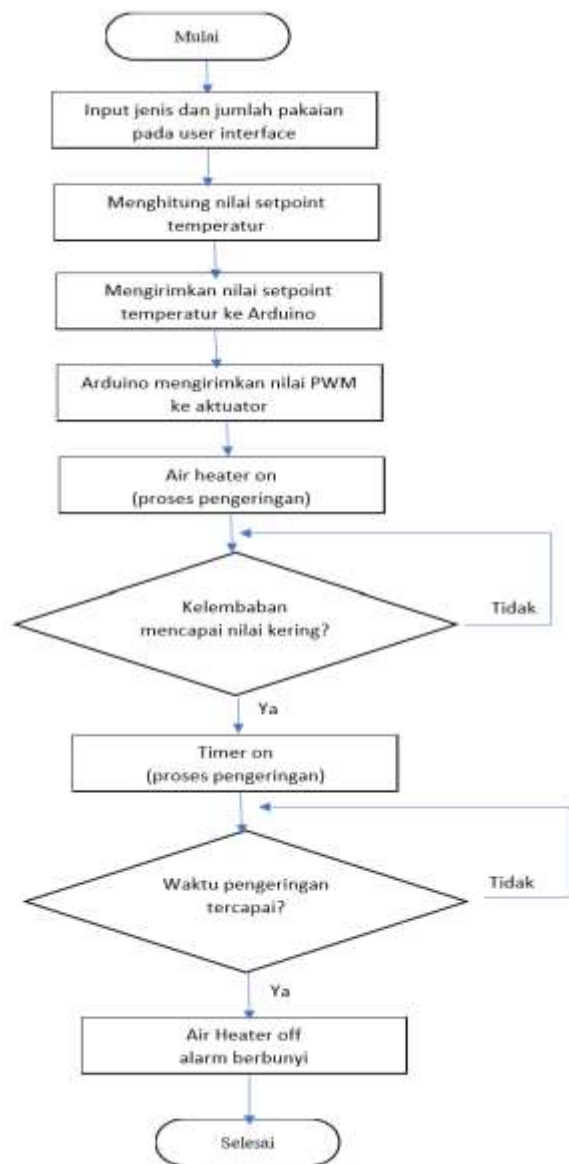 Mulai
Input jenis dan jumlah pakaian
pada user interface
Menghitung nilai setpoint
temperatur
Mengirimkan nilai setpoint
temperatur ke Arduino
Arduino mengirimkan nilai PWM
ke aktuator
Air heater on
(proses pengeringan)
Kelembaban
mencapai nilai kering?
Tidak
Ya
Timer on
(proses pengeringan)
Waktu pengeringan
tercapai?
Tidak
Ya
Air Heater off
alarm berbunyi
Selesai